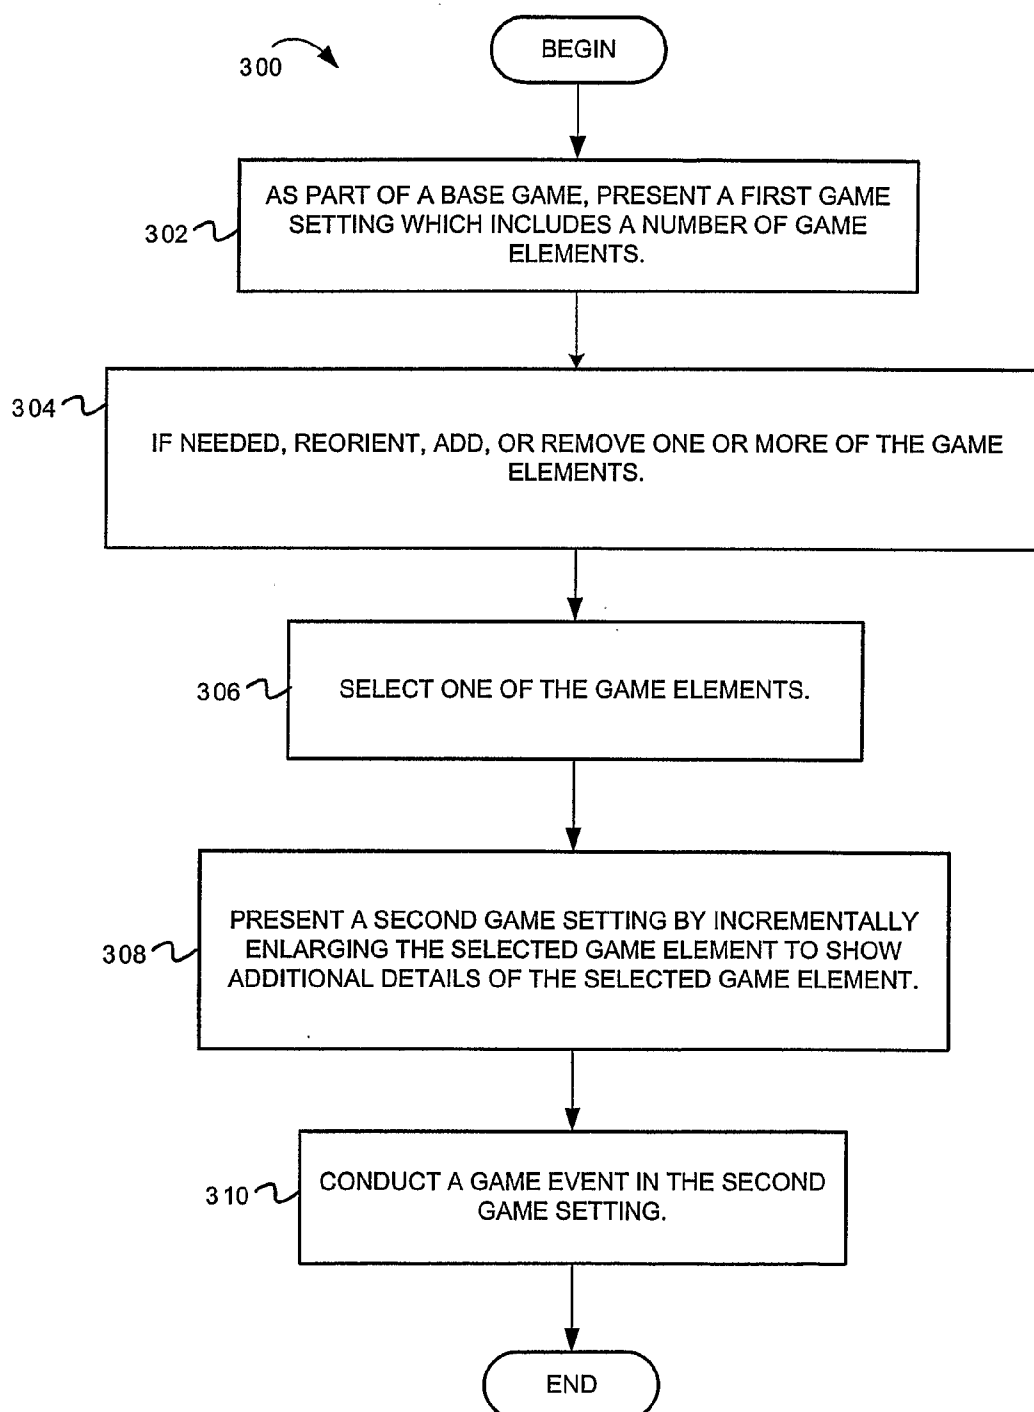 300
BEGIN
302
AS PART OF A BASE GAME, PRESENT A FIRST GAME
SETTING WHICH INCLUDES A NUMBER OF GAME
ELEMENTS.
304
IF NEEDED, REORIENT, ADD, OR REMOVE ONE OR MORE OF THE GAME
ELEMENTS.
306
SELECT ONE OF THE GAME ELEMENTS.
308
PRESENT A SECOND GAME SETTING BY INCREMENTALLY
ENLARGING THE SELECTED GAME ELEMENT TO SHOW
ADDITIONAL DETAILS OF THE SELECTED GAME ELEMENT.
310
CONDUCT A GAME EVENT IN THE SECOND
GAME SETTING.
END